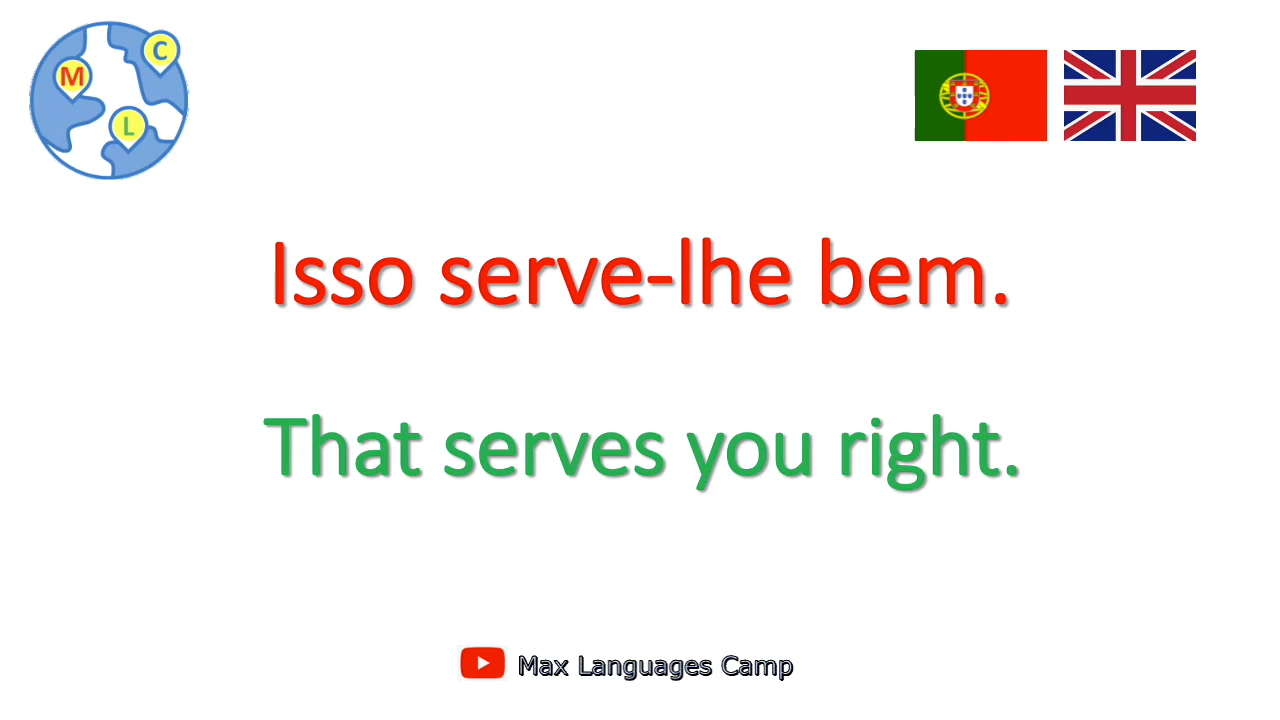 M
C
L
Isso serve-lhe bem.
That serves you right.
Max Languages Camp